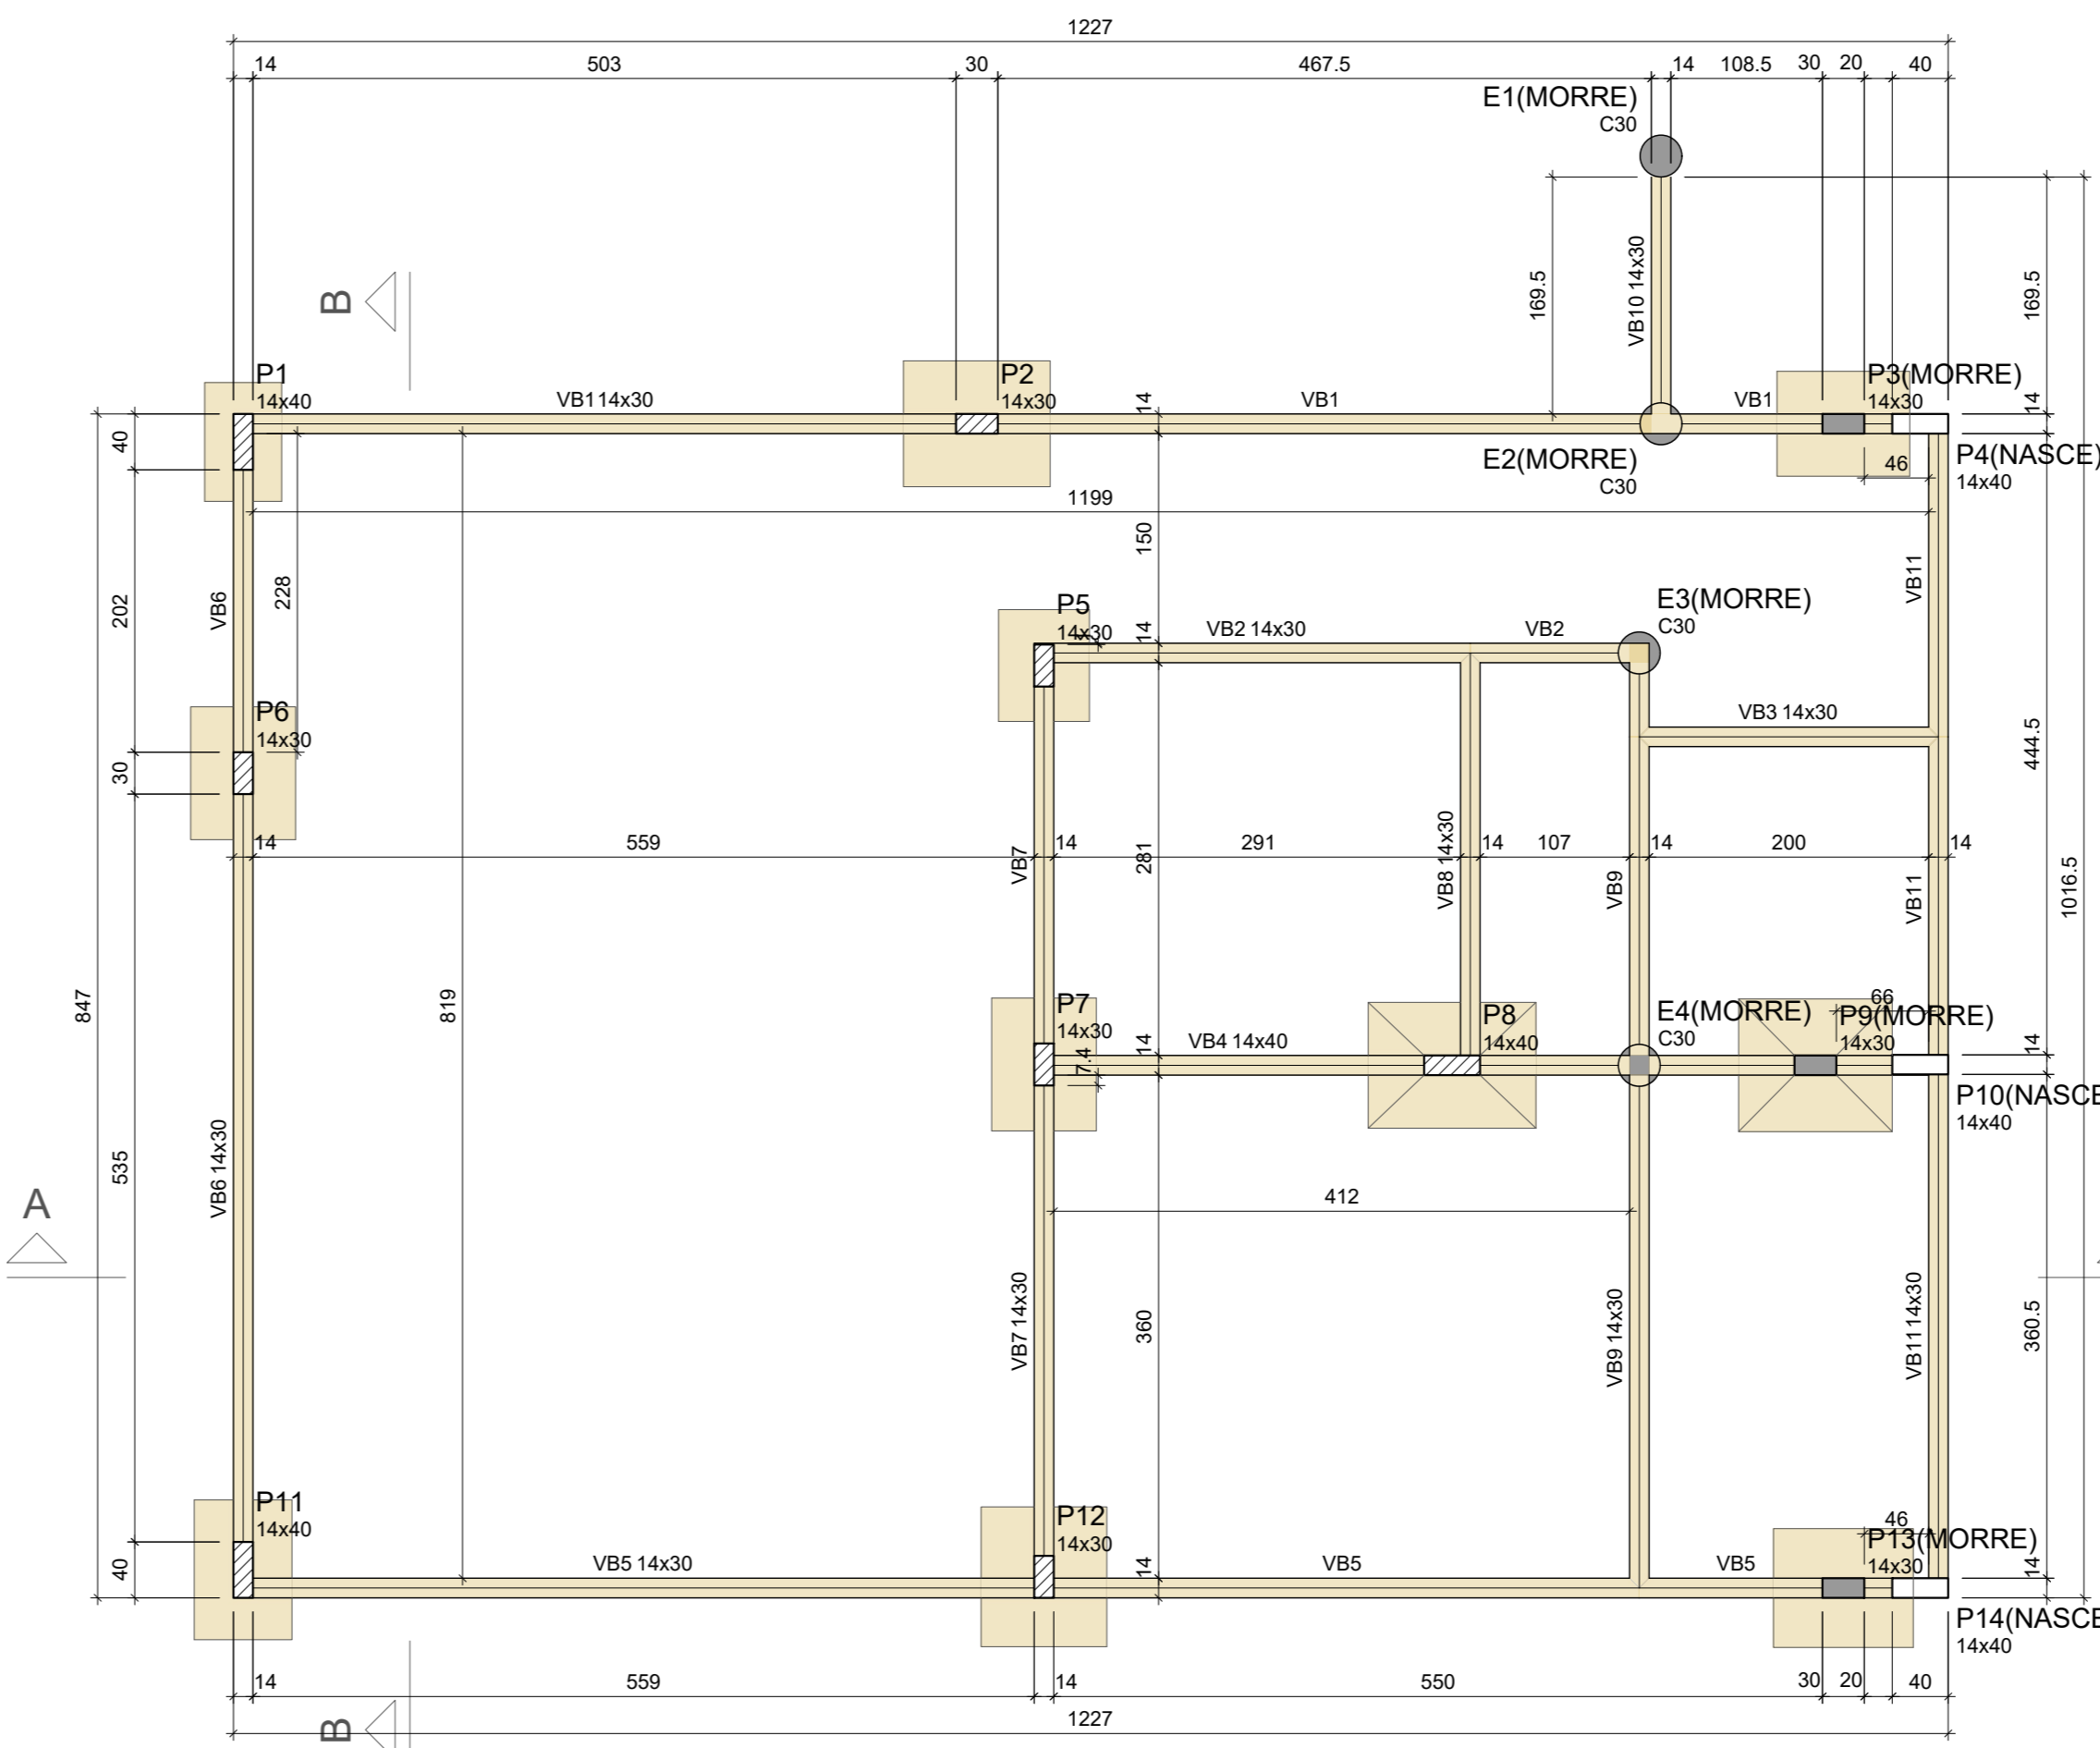 1227
14 503 30 467.5 14 108.5 30 20 40
E1(MORRE)
C30
169.5
VB10 14x30
169.5
B
P1
14x40
VB1 14x30
P2
14x30
14
VB1
VB1
P3(MORRE)
14x30
14
40
E2(MORRE)
C30
46
P4(NASCE)
14x40
1199
150
202
VB6
228
VB11
P5
14x30
14
VB2 14x30
VB2
E3(MORRE)
C30
P6
14x30
30
VB3 14x30
444.5
14 559 14 291 14 107 14 200 14
VB7
281
VB8 14x30
VB9
VB11
1016.5
847
819
P7
14x30
7.4
14
VB4 14x40
P8
14x40
E4(MORRE)
C30
66
P9(MORRE)
14x30
14
P10(NASCE
14x40
535
VB6 14x30
A
412
VB7 14x30
360
VB9 14x30
VB11 14x30
360.5
P11
14x40
40
VB5 14x30
P12
14x30
14
VB5
VB5
46
P13(MORRE)
14x30
14
P14(NASCE
14x40
14 559 14 550 30 20 40
B
1227